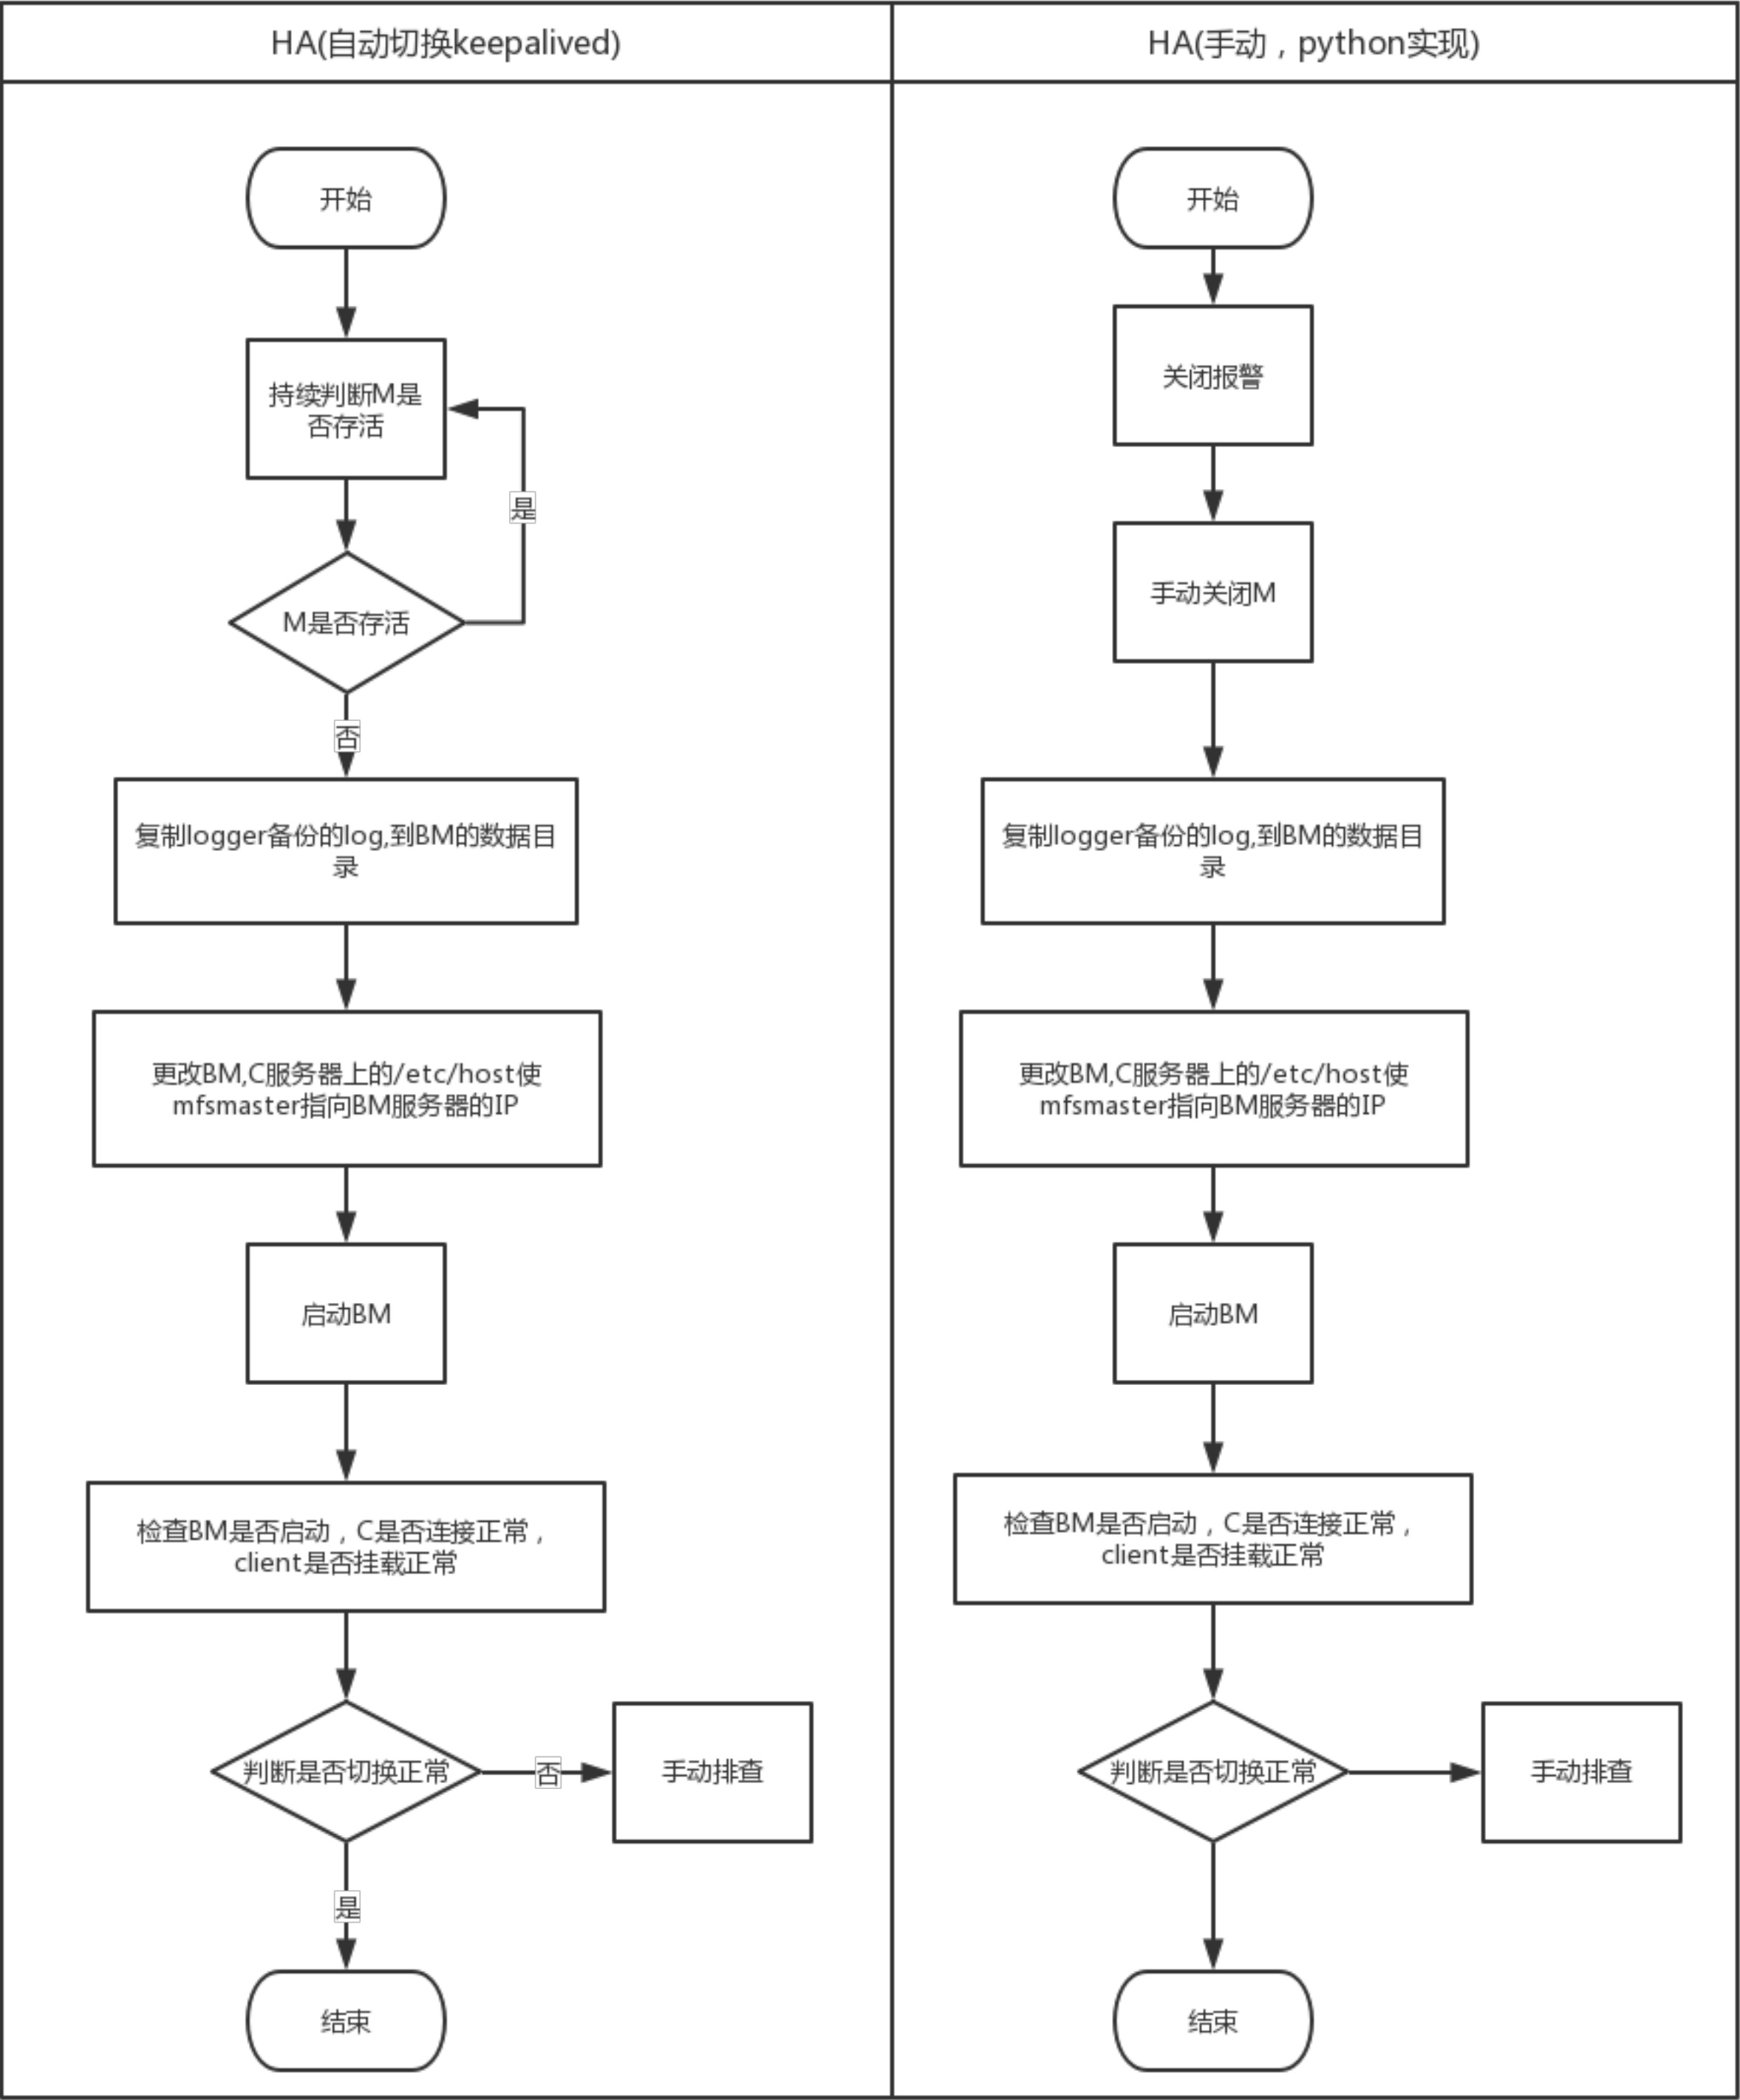 HA(自动切换keepalived)
开始
持续判断M是
否存活
是
M是否存活
否
复制logger备份的log,到BM的数据目
录
更改BM,C服务器上的/etc/host使
mfsmaster指向BM服务器的IP
启动BM
检查BM是否启动，C是否连接正常，
client是否挂载正常
判断是否切换正常
否
手动排查
是
结束
HA(手动，python实现)
开始
关闭报警
手动关闭M
复制logger备份的log,到BM的数据目
录
更改BM,C服务器上的/etc/host使
mfsmaster指向BM服务器的IP
启动BM
检查BM是否启动，C是否连接正常，
client是否挂载正常
判断是否切换正常
手动排查
结束